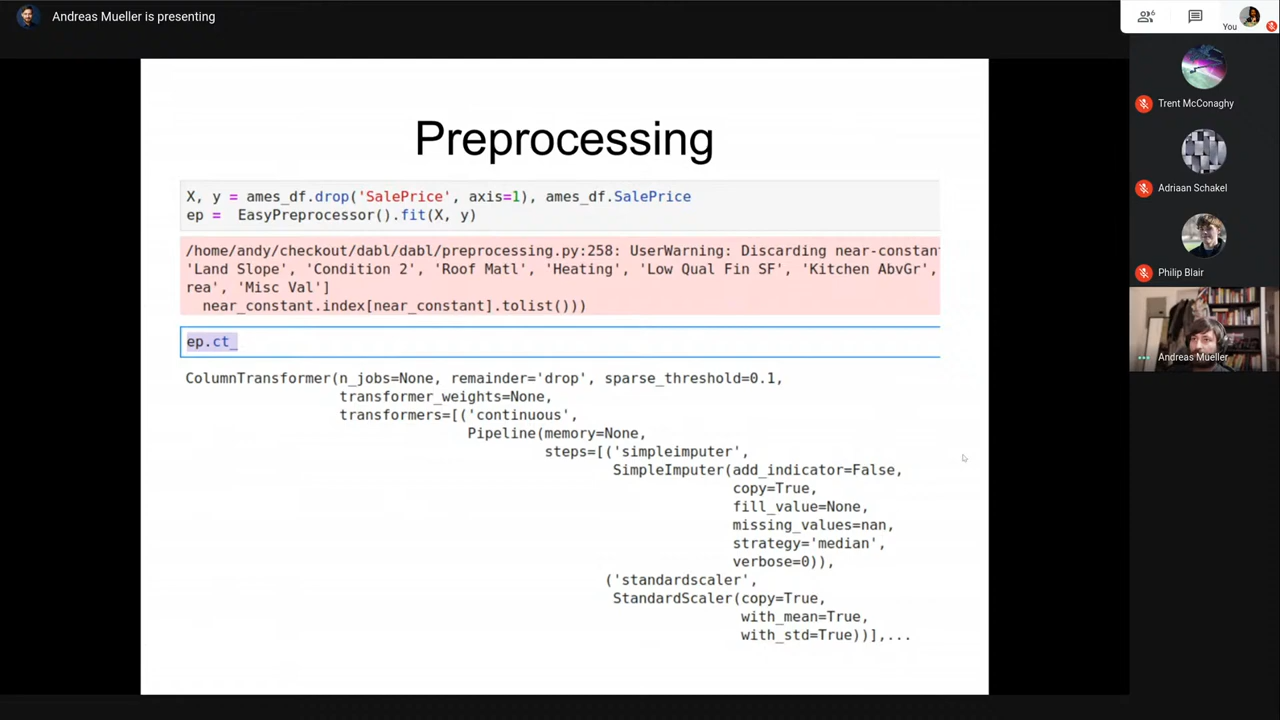 Andreas Mueller is presenting
6
You
Trent McConaghy
Adriaan Schakel
Philip Blair
Andreas Mueller
Preprocessing
X, y = ames_df.drop('SalePrice', axis=1), ames_df.SalePrice
ep =  EasyPreprocessor().fit(X, y)
/home/andy/checkout/dabl/dabl/preprocessing.py:258: UserWarning: Discarding near-constant
'Land Slope', 'Condition 2', 'Roof Matl', 'Heating', 'Low Qual Fin SF', 'Kitchen AbvGr',
rea', 'Misc Val']
  near_constant.index[near_constant].tolist()))
ep.ct_
ColumnTransformer(n_jobs=None, remainder='drop', sparse_threshold=0.1,
transformer_weights=None,
transformers=[('continuous',
Pipeline(memory=None,
steps=[('simpleimputer',
SimpleImputer(add_indicator=False,
copy=True,
fill_value=None,
missing_values=nan,
strategy='median',
verbose=0)),
('standardscaler',
StandardScaler(copy=True,
with_mean=True,
with_std=True))],...